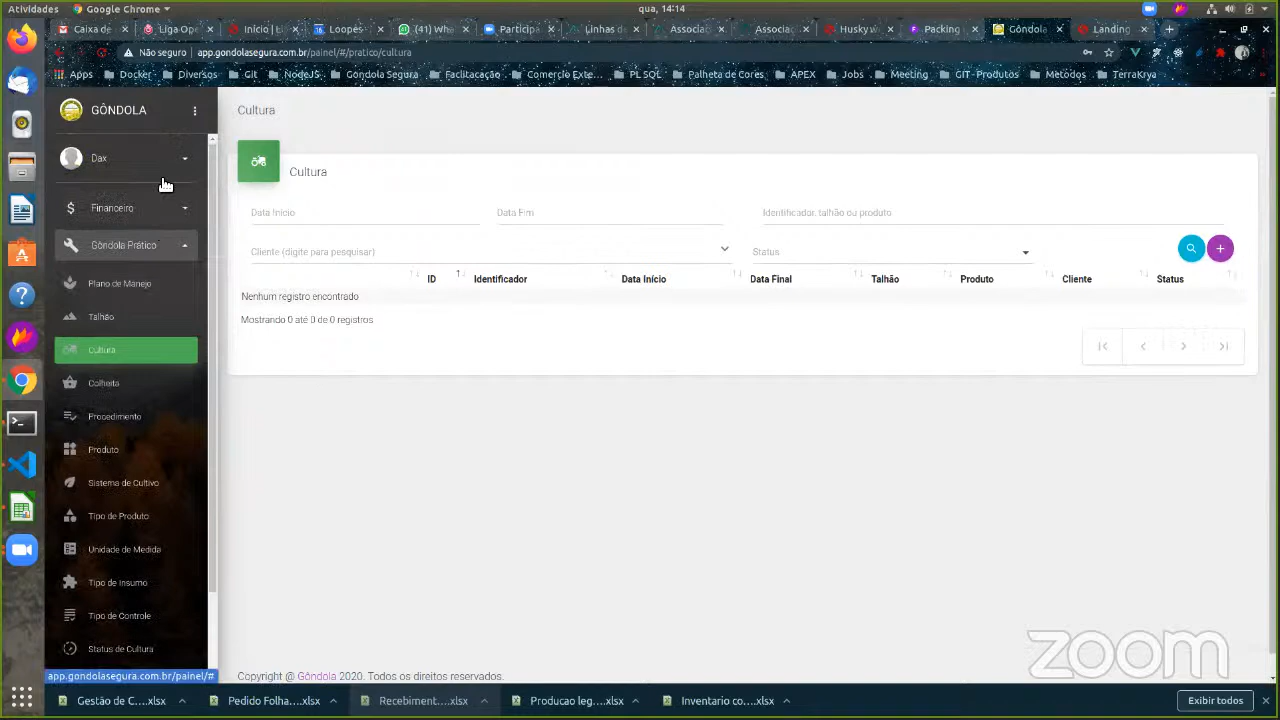 Atividades Google Chrome qua, 14:14
Caixa de Liga Ope Início | E Loopes 41) Wha Participa Linhas de Associaç Associaç Husky w Packing Gôndola Landing
Não seguro app.gondolasegura.com.br/painel/#/pratico/cultura
Apps Docker Diversos Git NodeJS Gôndola Segura Facilitacação Comercio Exte... PL SQL Palheta de Cores APEX Jobs Meeting GIT - Produtos Métodos TerraKrya
GÔNDOLA
Cultura
Dax
Cultura
Financeiro
Data Início Data Fim Identificador, talhão ou produto
Gôndola Prático
Cliente (digite para pesquisar) Status
ID Identificador Data Início Data Final Talhão Produto Cliente Status
Plano de Manejo
Nenhum registro encontrado
Talhão
Mostrando 0 até 0 de 0 registros
Cultura
Colheita
Procedimento
Produto
Sistema de Cultivo
Tipo de Produto
Unidade de Medida
Tipo de Insumo
Tipo de Controle
Status de Cultura
zoom
app.gondolasegura.com.br/painel/#
Copyright @ Gôndola 2020. Todos os direitos reservados.
Gestão de C....xlsx Pedido Folha....xlsx Recebiment....xlsx Producao leg....xlsx Inventario co....xlsx Exibir todos